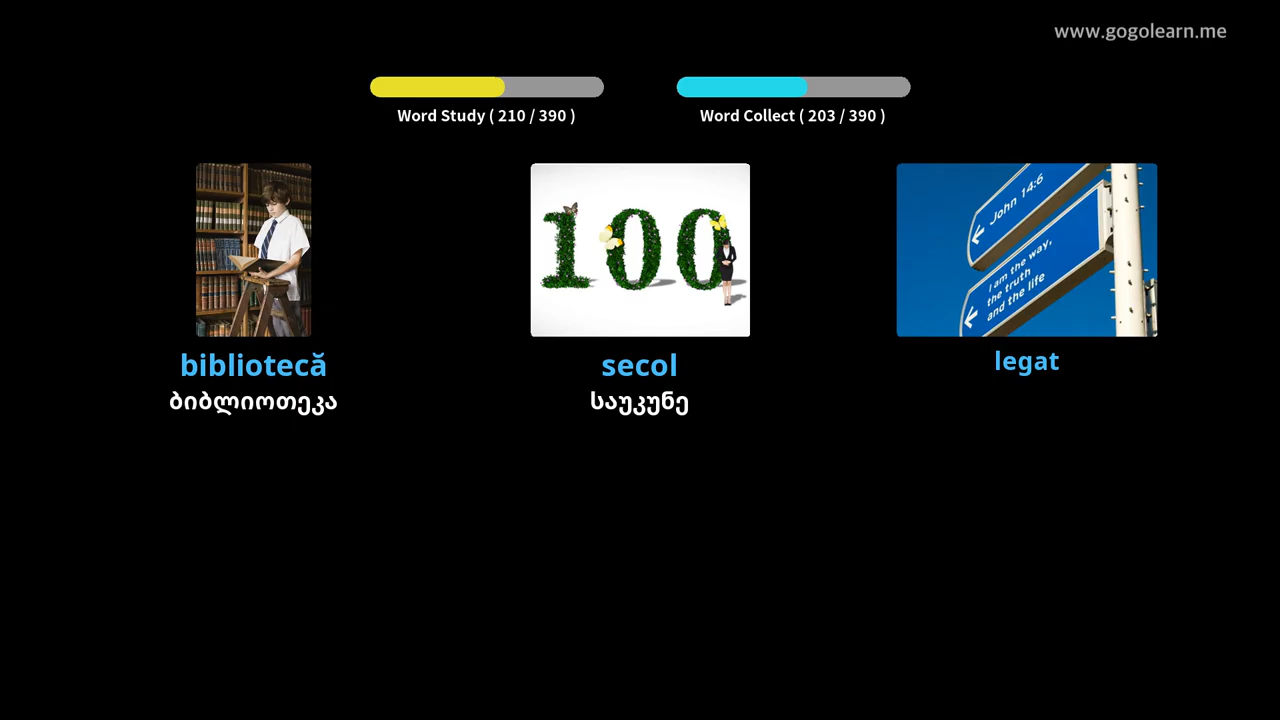 www.gogolearn.me
Word Study ( 210 / 390 )
Word Collect ( 203 / 390 )
John 14:6
I am the way,
the truth
and the life
bibliotecă
secol
legat
ბიბლიოთეკა
საუკუნე